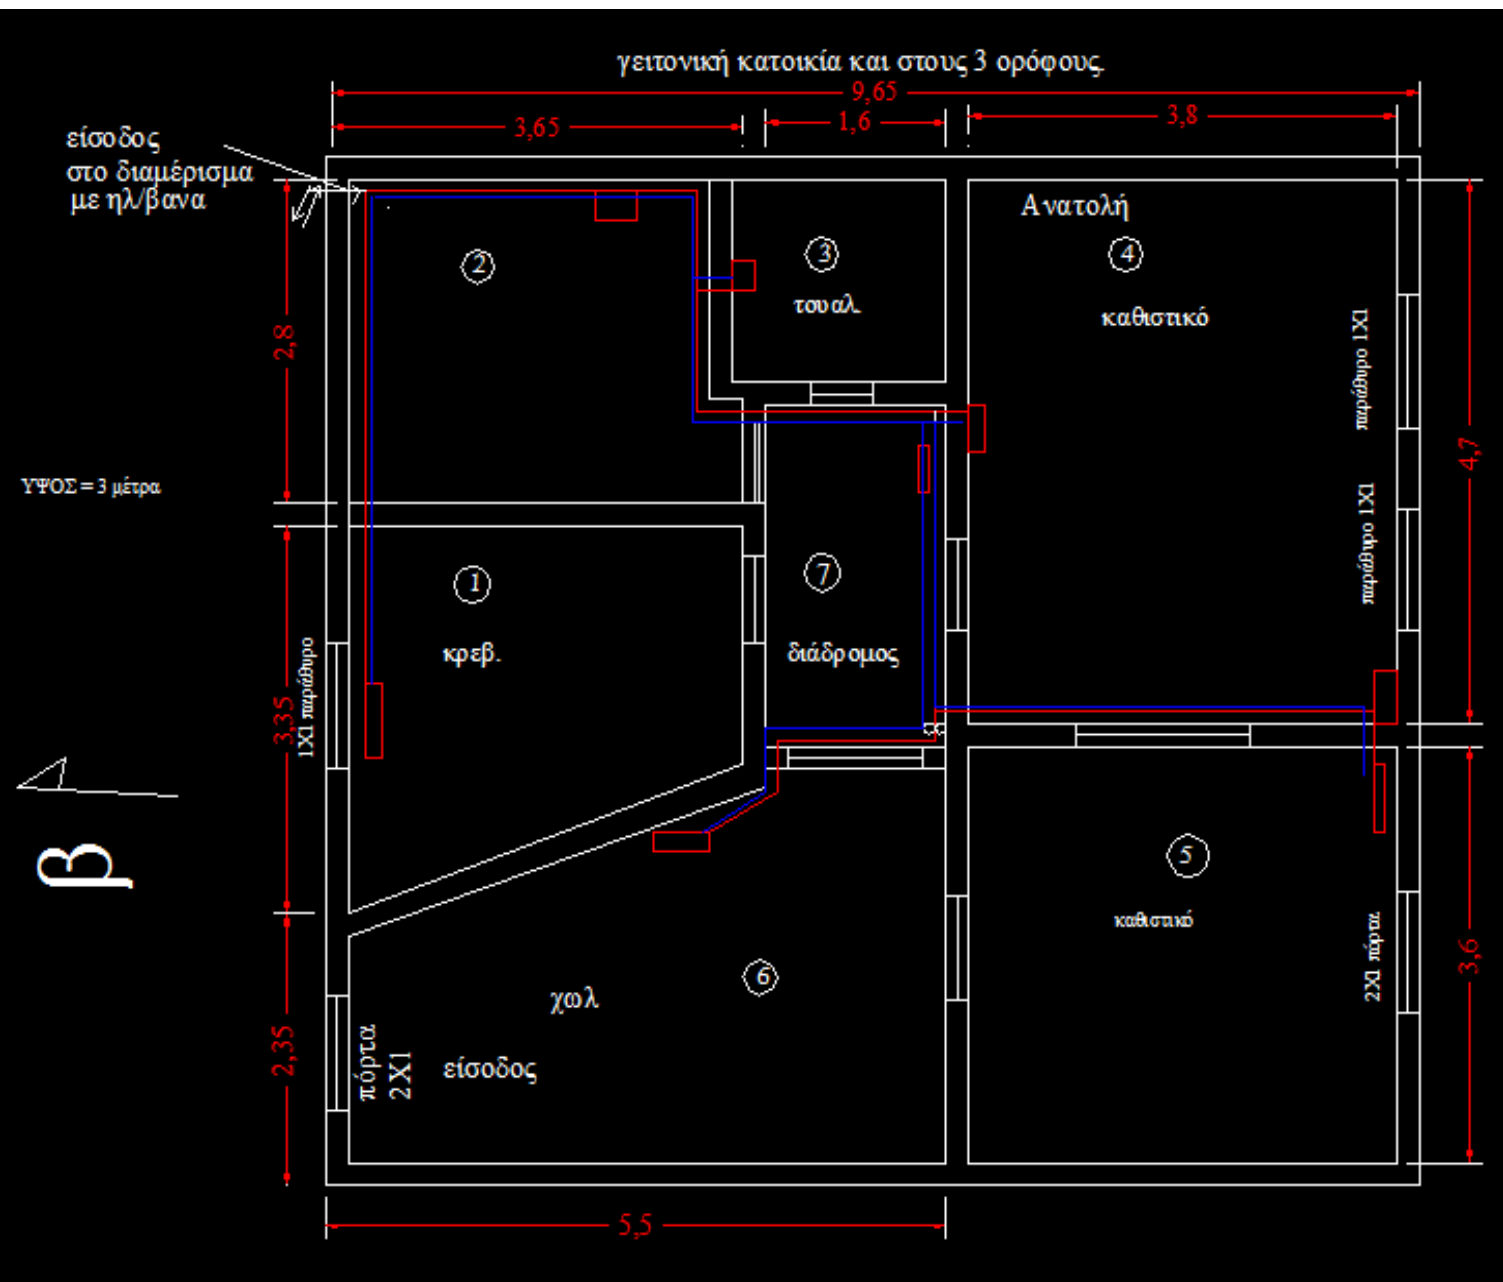 γειτονική κατοικία και στους 3 ορόφους.
9,65
3,65
1,6
3,8
είσοδος
στο διαμέρισμα
με ηλ/βανα
Ανατολή
2
3
4
τουαλ.
καθιστικό
παράθυρο 1Χ1
2,8
4,7
ΥΨΟΣ = 3 μέτρα
παράθυρο 1Χ1
1
7
κρεβ.
διάδρομος
1Χ1 παράθυρο
3,35
β
5
καθιστικό
2Χ1 πόρτα
3,6
6
χωλ
πόρτα
2Χ1
είσοδος
2,35
5,5